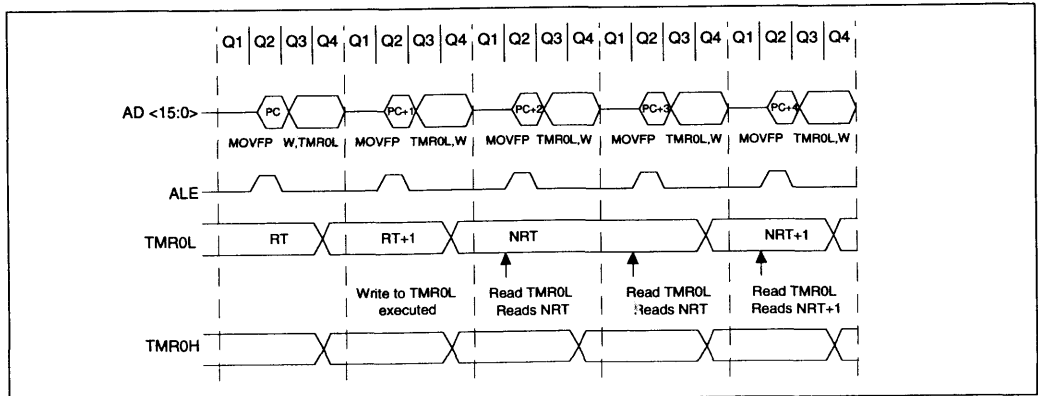 Q1 Q2 Q3 Q4 Q1 Q2 Q3 Q4 Q1 Q2 Q3 Q4 Q1 Q2 Q3 Q4 Q1 Q2 Q3 Q4
AD <15:0> PC PC+1 PC+2 PC+3 PC+4
MOVFP W,TMR0L MOVFP TMR0L,W MOVFP TMR0L,W MOVFP TMR0L,W MOVFP TMR0L,W
ALE
TMR0L RT RT+1 NRT NRT+1
Write to TMR0L Read TMR0L Read TMR0L Read TMR0L
executed Reads NRT Reads NRT Reads NRT+1
TMR0H